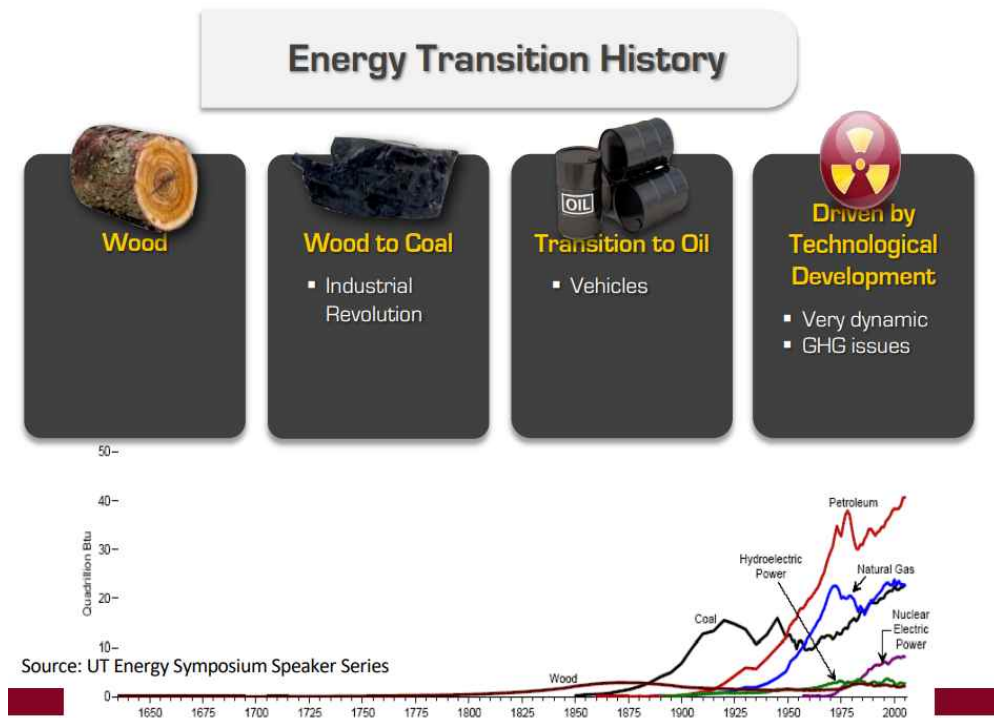 Energy Transition History
Wood
Wood to Coal
▪ Industrial
Revolution
OIL
Transition to Oil
▪ Vehicles
Driven by
Technological
Development
▪ Very dynamic
▪ GHG issues
50
40
30
20
10
0
Quadrillion Btu
Petroleum
Hydroelectric
Power
Natural Gas
Nuclear
Electric
Power
Coal
Wood
Source: UT Energy Symposium Speaker Series
1650 1675 1700 1725 1750 1775 1800 1825 1850 1875 1900 1925 1950 1975 2000